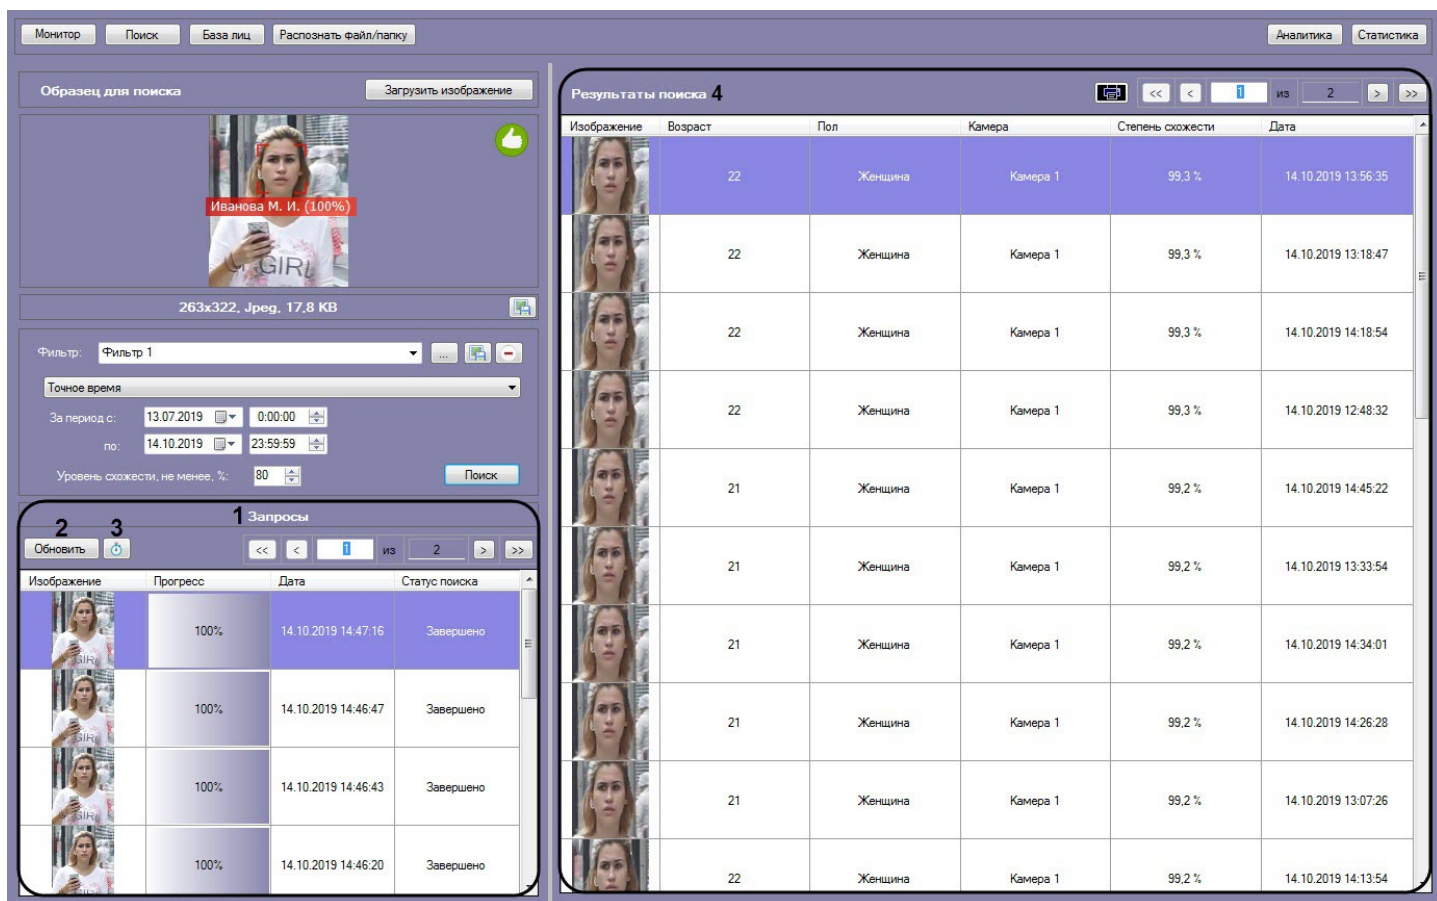 Монитор Поиск База лиц Распознать файл/папку Аналитика Статистика
Образец для поиска Загрузить изображение
Иванова М. И. (100%)
GIRL
263x322, Jpeg, 17,8 KB
Фильтр: Фильтр 1 ...
Точное время
За период с: 13.07.2019 0:00:00
по: 14.10.2019 23:59:59
Уровень схожести, не менее, %: 80 Поиск
1 Запросы
2 3
Обновить << < 1 из 2 > >>
Изображение Прогресс Дата Статус поиска
100% 14.10.2019 14:47:16 Завершено
100% 14.10.2019 14:46:47 Завершено
100% 14.10.2019 14:46:43 Завершено
100% 14.10.2019 14:46:20 Завершено
Результаты поиска 4 << < 1 из 2 > >>
Изображение Возраст Пол Камера Степень схожести Дата
22 Женщина Камера 1 99,3 % 14.10.2019 13:56:35
22 Женщина Камера 1 99,3 % 14.10.2019 13:18:47
22 Женщина Камера 1 99,3 % 14.10.2019 14:18:54
22 Женщина Камера 1 99,3 % 14.10.2019 12:48:32
21 Женщина Камера 1 99,2 % 14.10.2019 14:45:22
21 Женщина Камера 1 99,2 % 14.10.2019 13:33:54
21 Женщина Камера 1 99,2 % 14.10.2019 14:34:01
21 Женщина Камера 1 99,2 % 14.10.2019 14:26:28
21 Женщина Камера 1 99,2 % 14.10.2019 13:07:26
22 Женщина Камера 1 99,2 % 14.10.2019 14:13:54